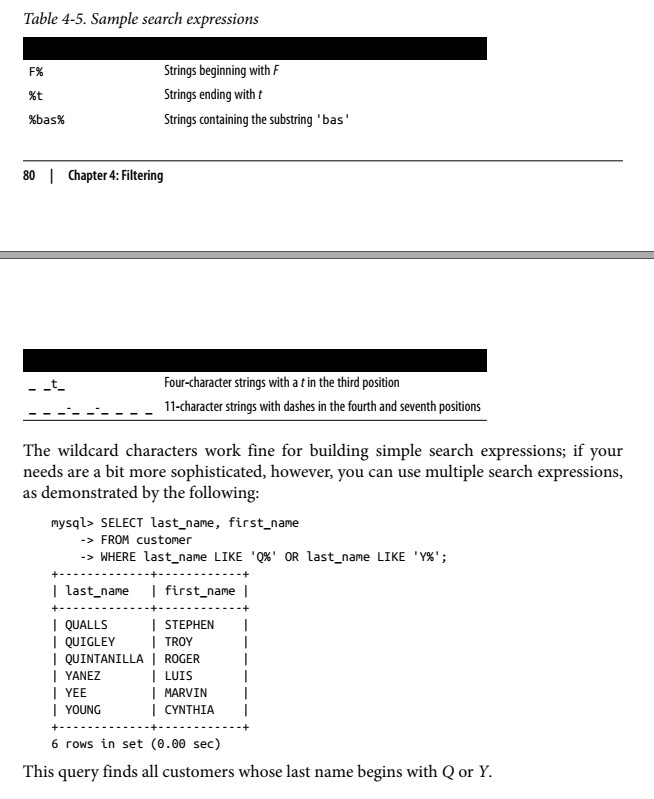 Table 4-5. Sample search expressions
F% Strings beginning with F
%t Strings ending with t
%bas% Strings containing the substring 'bas'
80 | Chapter 4: Filtering
_ _t_ Four-character strings with a t in the third position
_ _ _-_ _-_ _ _ _ 11-character strings with dashes in the fourth and seventh positions
The wildcard characters work fine for building simple search expressions; if your
needs are a bit more sophisticated, however, you can use multiple search expressions,
as demonstrated by the following:
mysql> SELECT last_name, first_name
    -> FROM customer
    -> WHERE last_name LIKE 'Q%' OR last_name LIKE 'Y%';
+-------------+------------+
| last_name   | first_name |
+-------------+------------+
| QUALLS      | STEPHEN    |
| QUIGLEY     | TROY       |
| QUINTANILLA | ROGER      |
| YANEZ       | LUIS       |
| YEE         | MARVIN     |
| YOUNG       | CYNTHIA    |
+-------------+------------+
6 rows in set (0.00 sec)
This query finds all customers whose last name begins with Q or Y.